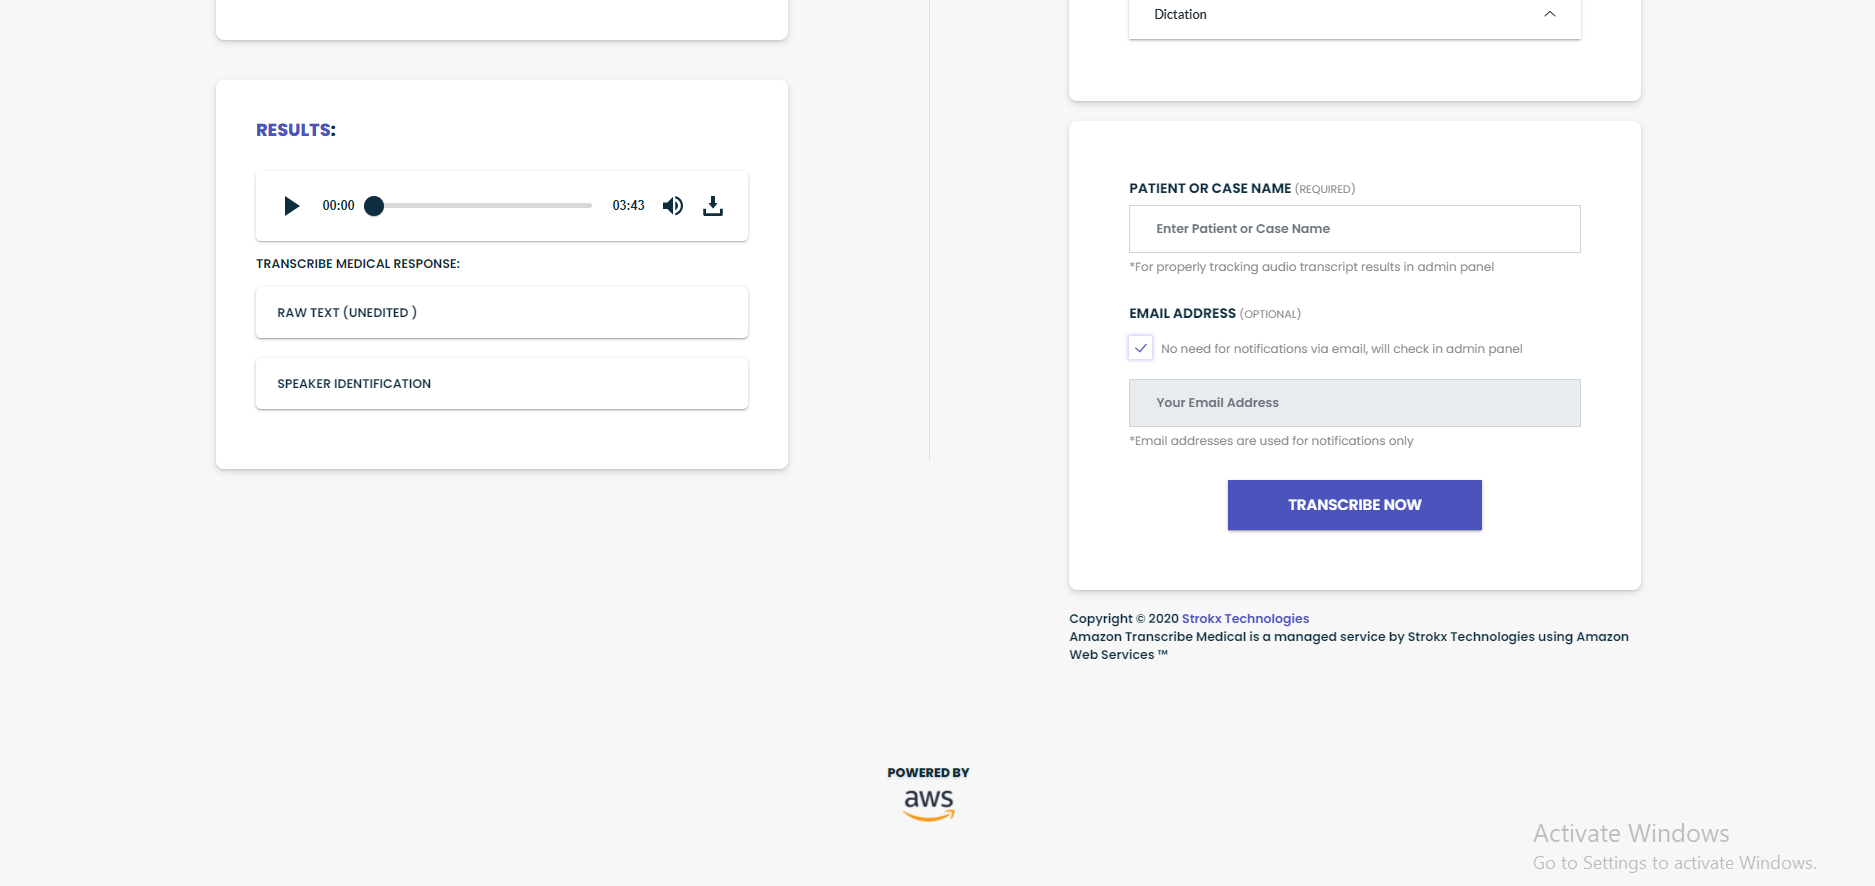 RESULTS:
00:00
03:43
TRANSCRIBE MEDICAL RESPONSE:
RAW TEXT (UNEDITED )
SPEAKER IDENTIFICATION
Dictation
PATIENT OR CASE NAME (REQUIRED)
Enter Patient or Case Name
*For properly tracking audio transcript results in admin panel
EMAIL ADDRESS (OPTIONAL)
No need for notifications via email, will check in admin panel
Your Email Address
*Email addresses are used for notifications only
TRANSCRIBE NOW
Copyright © 2020 Strokx Technologies
Amazon Transcribe Medical is a managed service by Strokx Technologies using Amazon
Web Services ™
POWERED BY
aws
Activate Windows
Go to Settings to activate Windows.